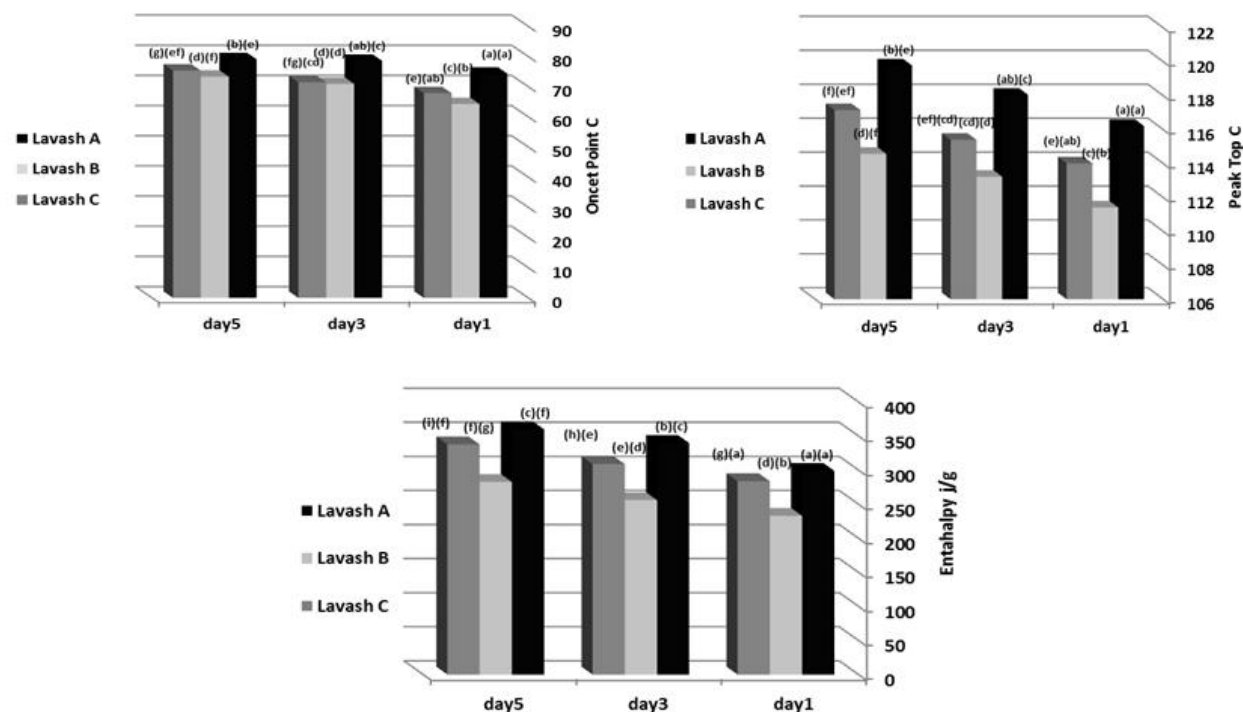 90
80
70
60
50
40
30
20
10
0
Oncet Point C
(g)(ef) (d)(f) (b)(e) (fg)(cd) (d)(d) (ab)(c) (e)(ab) (c)(b) (a)(a)
Lavash A
Lavash B
Lavash C
day5 day3 day1
122
120
118
116
114
112
110
108
106
Peak Top C
(f)(ef) (d)(f (b)(e) (ef)(cd) (cd)(d) (ab)(c) (e)(ab) (c)(b) (a)(a)
Lavash A
Lavash B
Lavash C
day5 day3 day1
400
350
300
250
200
150
100
50
0
Entahalpy j/g
(i)(f) (f)(g) (c)(f) (h)(e) (e)(d) (b)(c) (g)(a) (d)(b) (a)(a)
Lavash A
Lavash B
Lavash C
day5 day3 day1